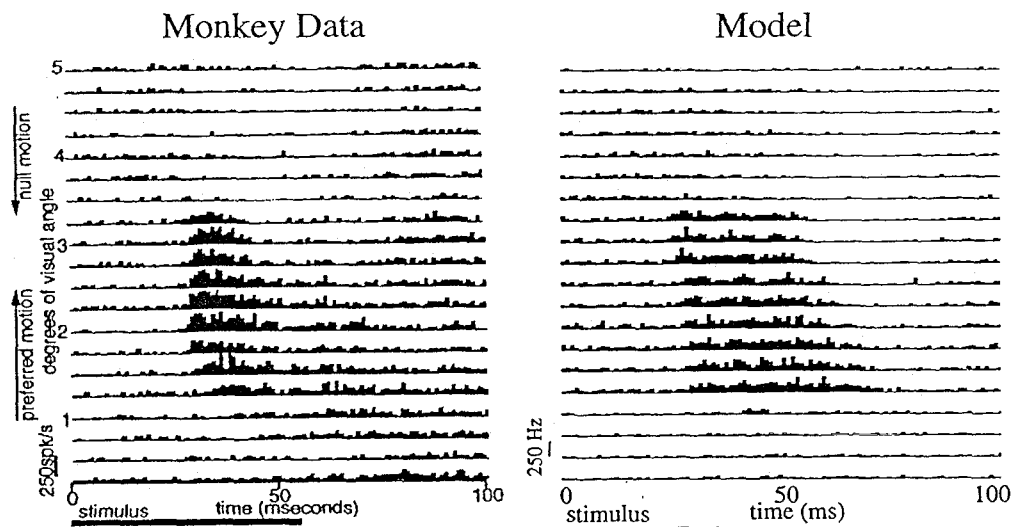 Monkey Data
5
4
3
2
1
null motion
preferred motion
degrees of visual angle
250spk/s
0 50 100
stimulus
time (mseconds)
Model
250 Hz
0 50 100
stimulus
time (ms)